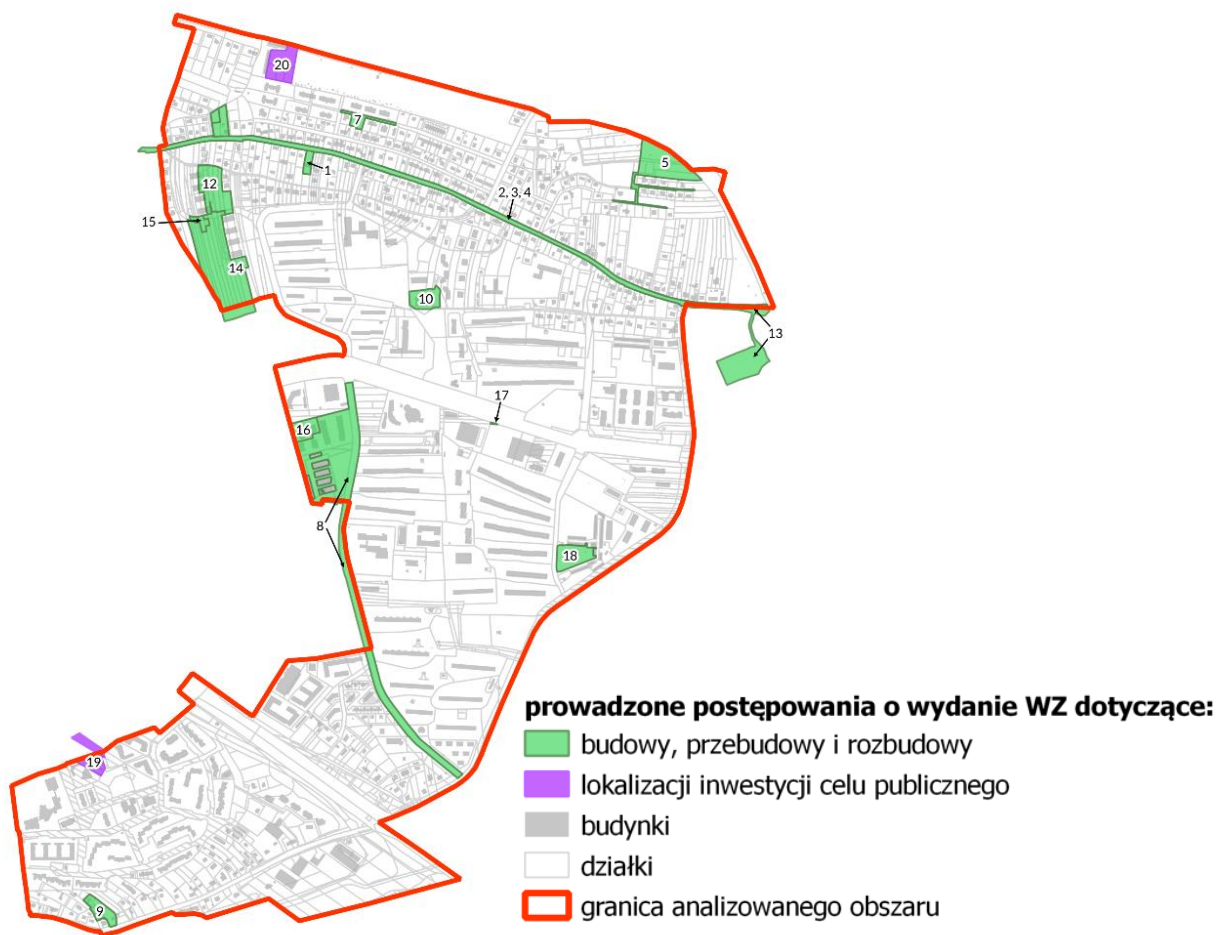 20
7
5
1
12
2, 3, 4
15
14
10
13
17
16
8
18
19
9
prowadzone postępowania o wydanie WZ dotyczące:
budowy, przebudowy i rozbudowy
lokalizacji inwestycji celu publicznego
budynki
działki
granica analizowanego obszaru